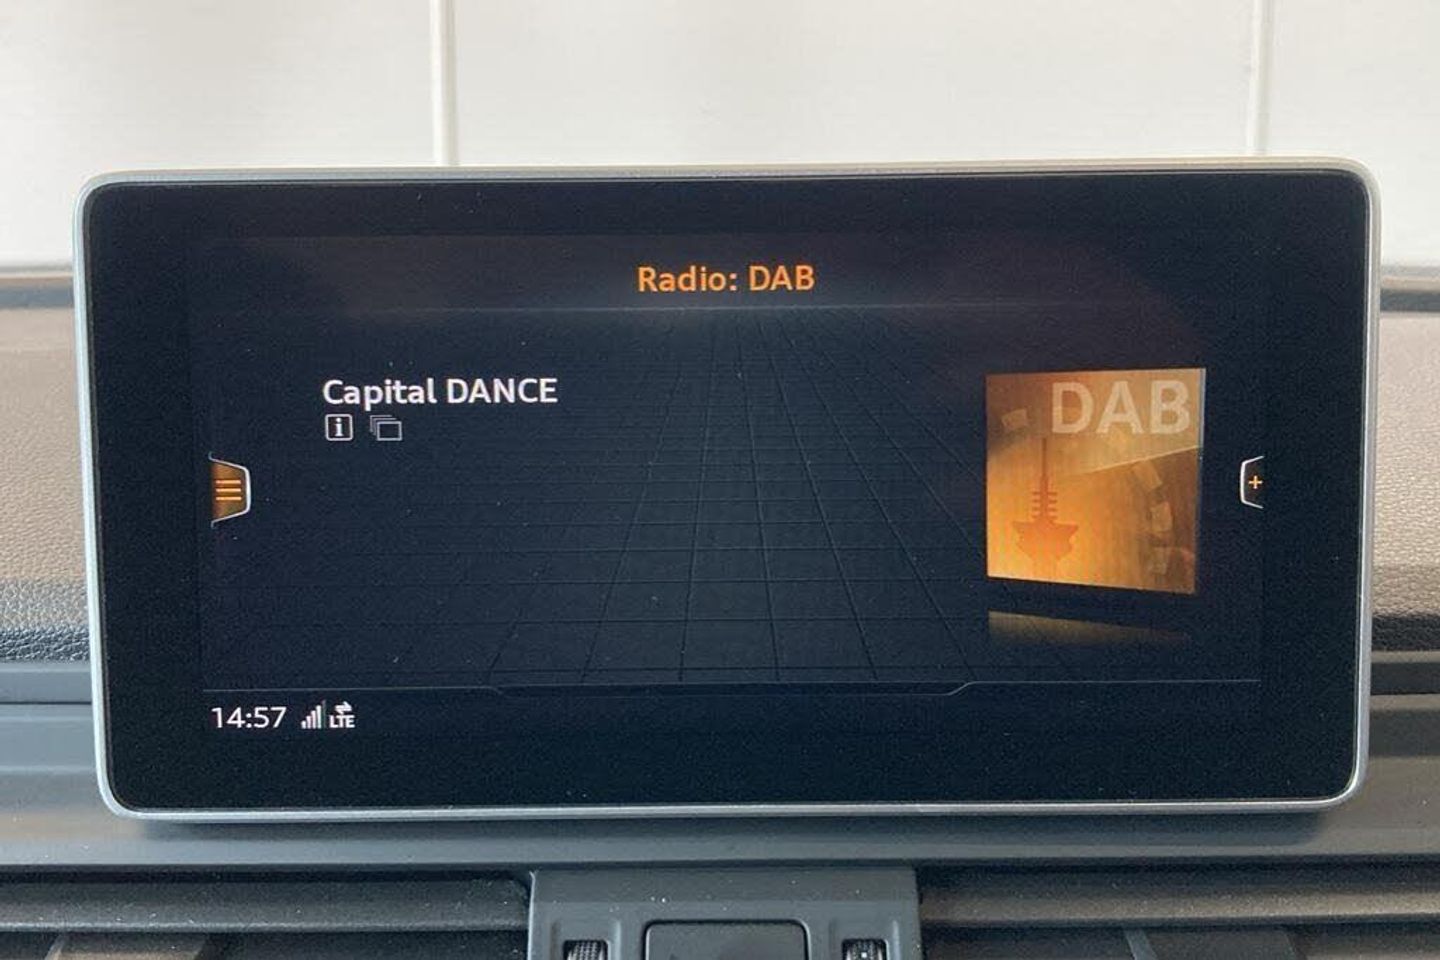 Radio: DAB
Capital DANCE
i
DAB
+
14:57 LTE